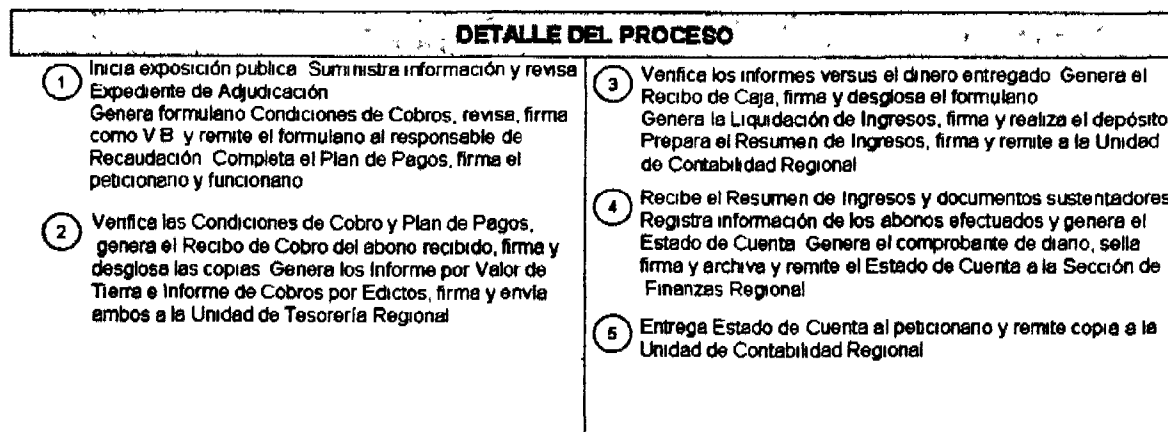 DETALLE DEL PROCESO
1
Inicia exposición publica Suministra información y revisa
Expediente de Adjudicación
Genera formulano Condiciones de Cobros, revisa, firma
como V B y remite el formulano al responsable de
Recaudación Completa el Plan de Pagos, firma el
peticionano y funcionano
2
Verifica las Condiciones de Cobro y Plan de Pagos,
genera el Recibo de Cobro del abono recibido, firma y
desglosa las copias Genera los Informe por Valor de
Tierra e Informe de Cobros por Edictos, firma y envía
ambos a la Unidad de Tesorería Regional
3
Verifica los informes versus el dinero entregado Genera el
Recibo de Caja, firma y desglosa el formulano
Genera la Liquidación de Ingresos, firma y realiza el depósito
Prepara el Resumen de Ingresos, firma y remite a la Unidad
de Contabilidad Regional
4
Recibe el Resumen de Ingresos y documentos sustentadores
Registra información de los abonos efectuados y genera el
Estado de Cuenta Genera el comprobante de diano, sella
firma y archiva y remite el Estado de Cuenta a la Sección de
Finanzas Regional
5
Entrega Estado de Cuenta al peticionano y remite copia a la
Unidad de Contabilidad Regional